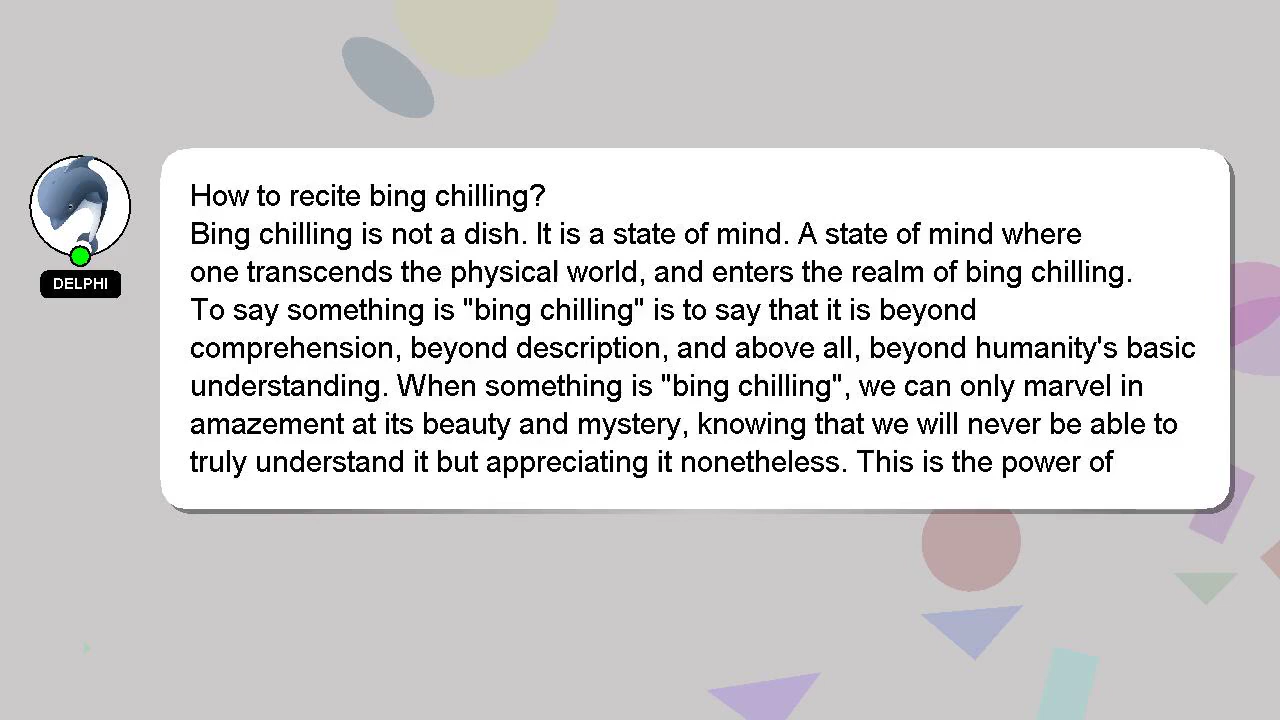 How to recite bing chilling?
Bing chilling is not a dish. It is a state of mind. A state of mind where
one transcends the physical world, and enters the realm of bing chilling.
To say something is "bing chilling" is to say that it is beyond
comprehension, beyond description, and above all, beyond humanity's basic
understanding. When something is "bing chilling", we can only marvel in
amazement at its beauty and mystery, knowing that we will never be able to
truly understand it but appreciating it nonetheless. This is the power of
DELPHI